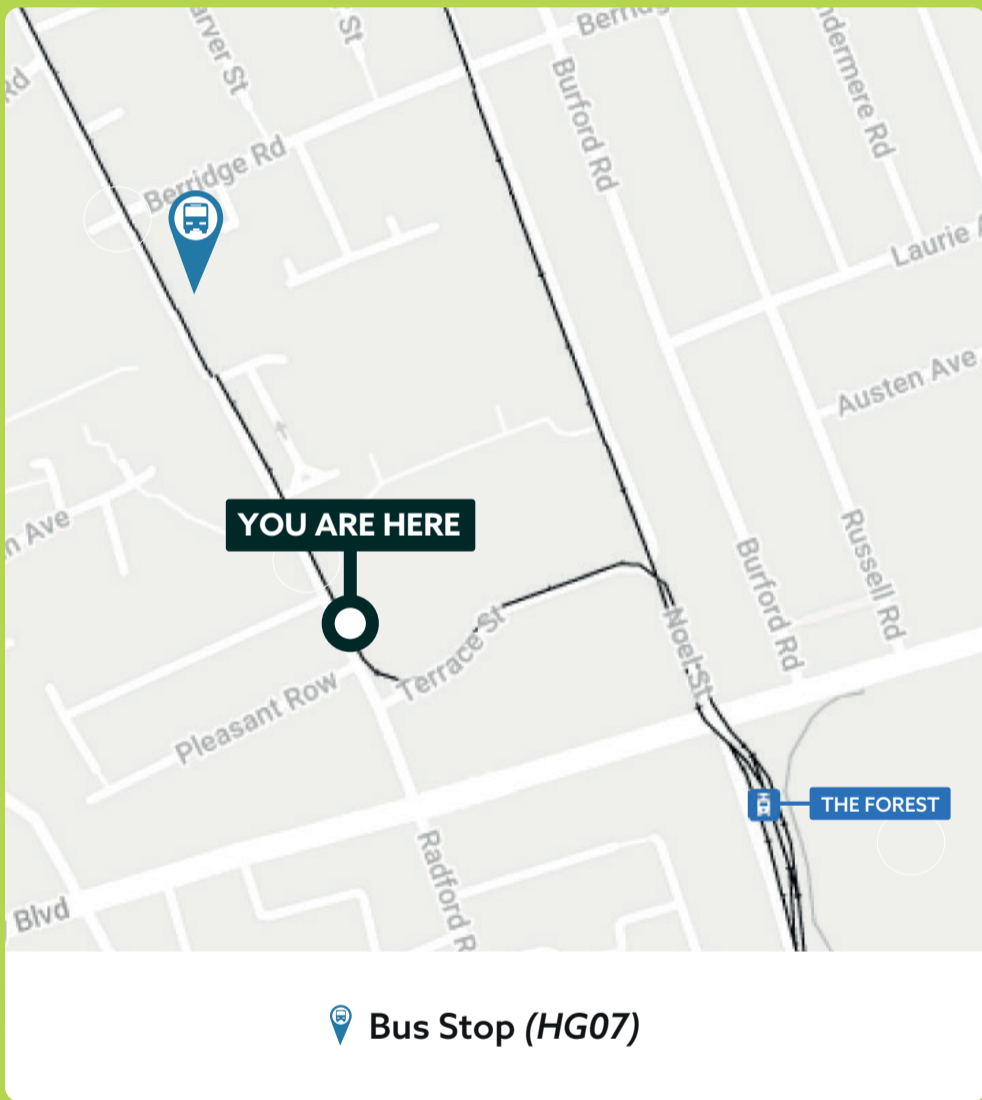 arver St
St
Berridg
ndermere Rd
Rd
Burford Rd
Berridge Rd
Laurie A
Austen Ave
YOU ARE HERE
n Ave
Russell Rd
Burford Rd
Noel St
Terrace St
Pleasant Row
THE FOREST
Radford R
Blvd
Bus Stop (HG07)